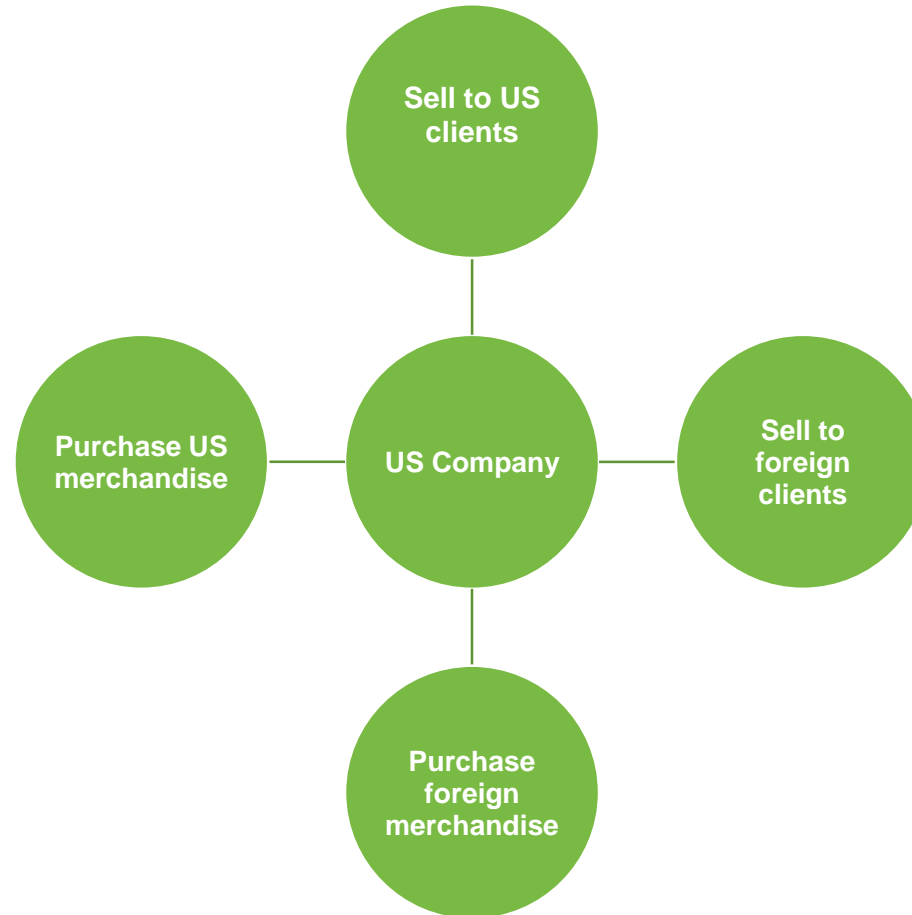 Sell to US
clients
Purchase US
merchandise
US Company
Sell to
foreign
clients
Purchase
foreign
merchandise